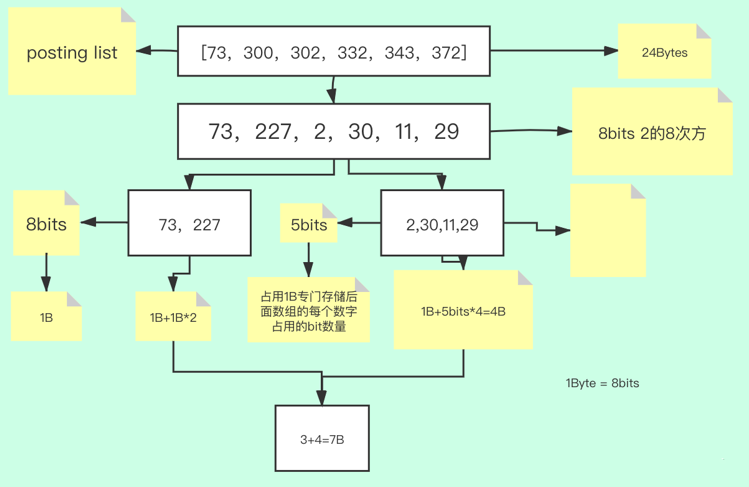 posting list
[73, 300, 302, 332, 343, 372]
24Bytes
73, 227, 2, 30, 11, 29
8bits 2的8次方
8bits
73, 227
5bits
2,30,11,29
1B
1B+1B*2
占用1B专门存储后
面数组的每个数字
占用的bit数量
1B+5bits*4=4B
1Byte = 8bits
3+4=7B